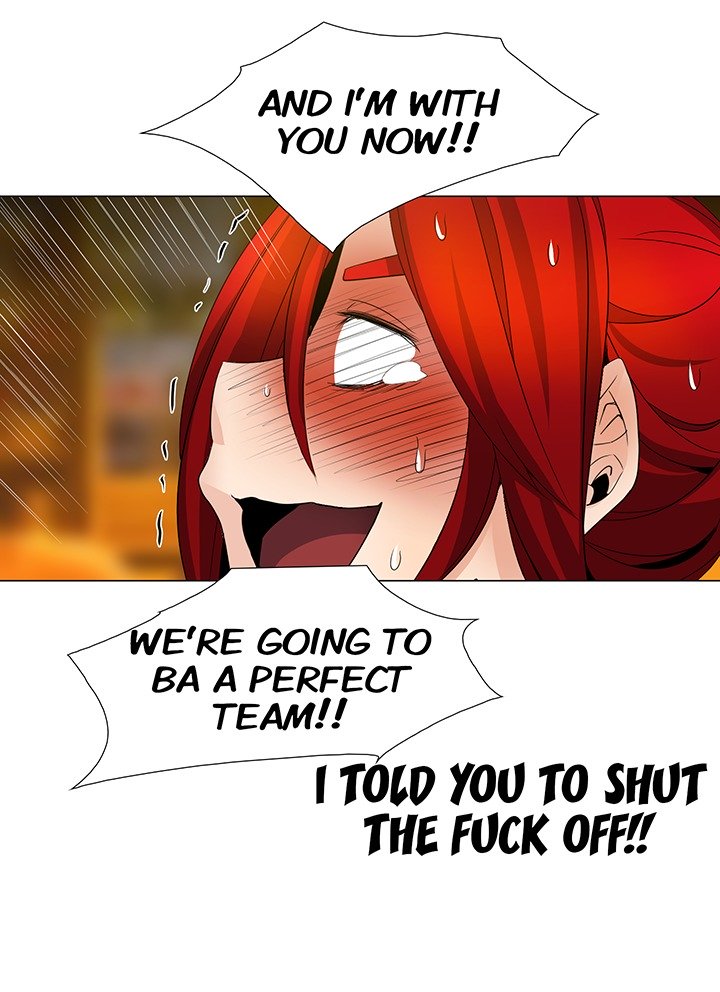 AND I'M WITH
YOU NOW!!
WE'RE GOING TO
BA A PERFECT
TEAM!!
I TOLD YOU TO SHUT
THE FUCK OFF!!